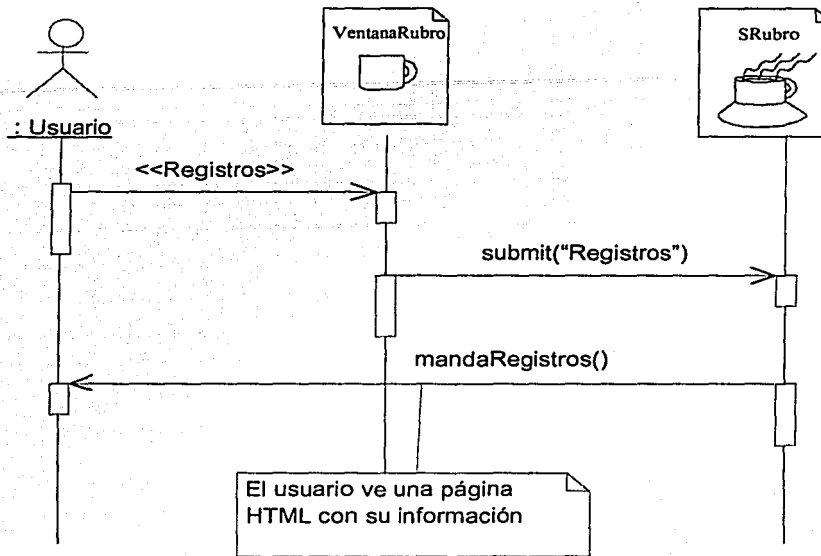 VentanaRubro
SRubro
: Usuario
<<Registros>>
submit(“Registros”)
mandaRegistros()
El usuario ve una página
HTML con su información